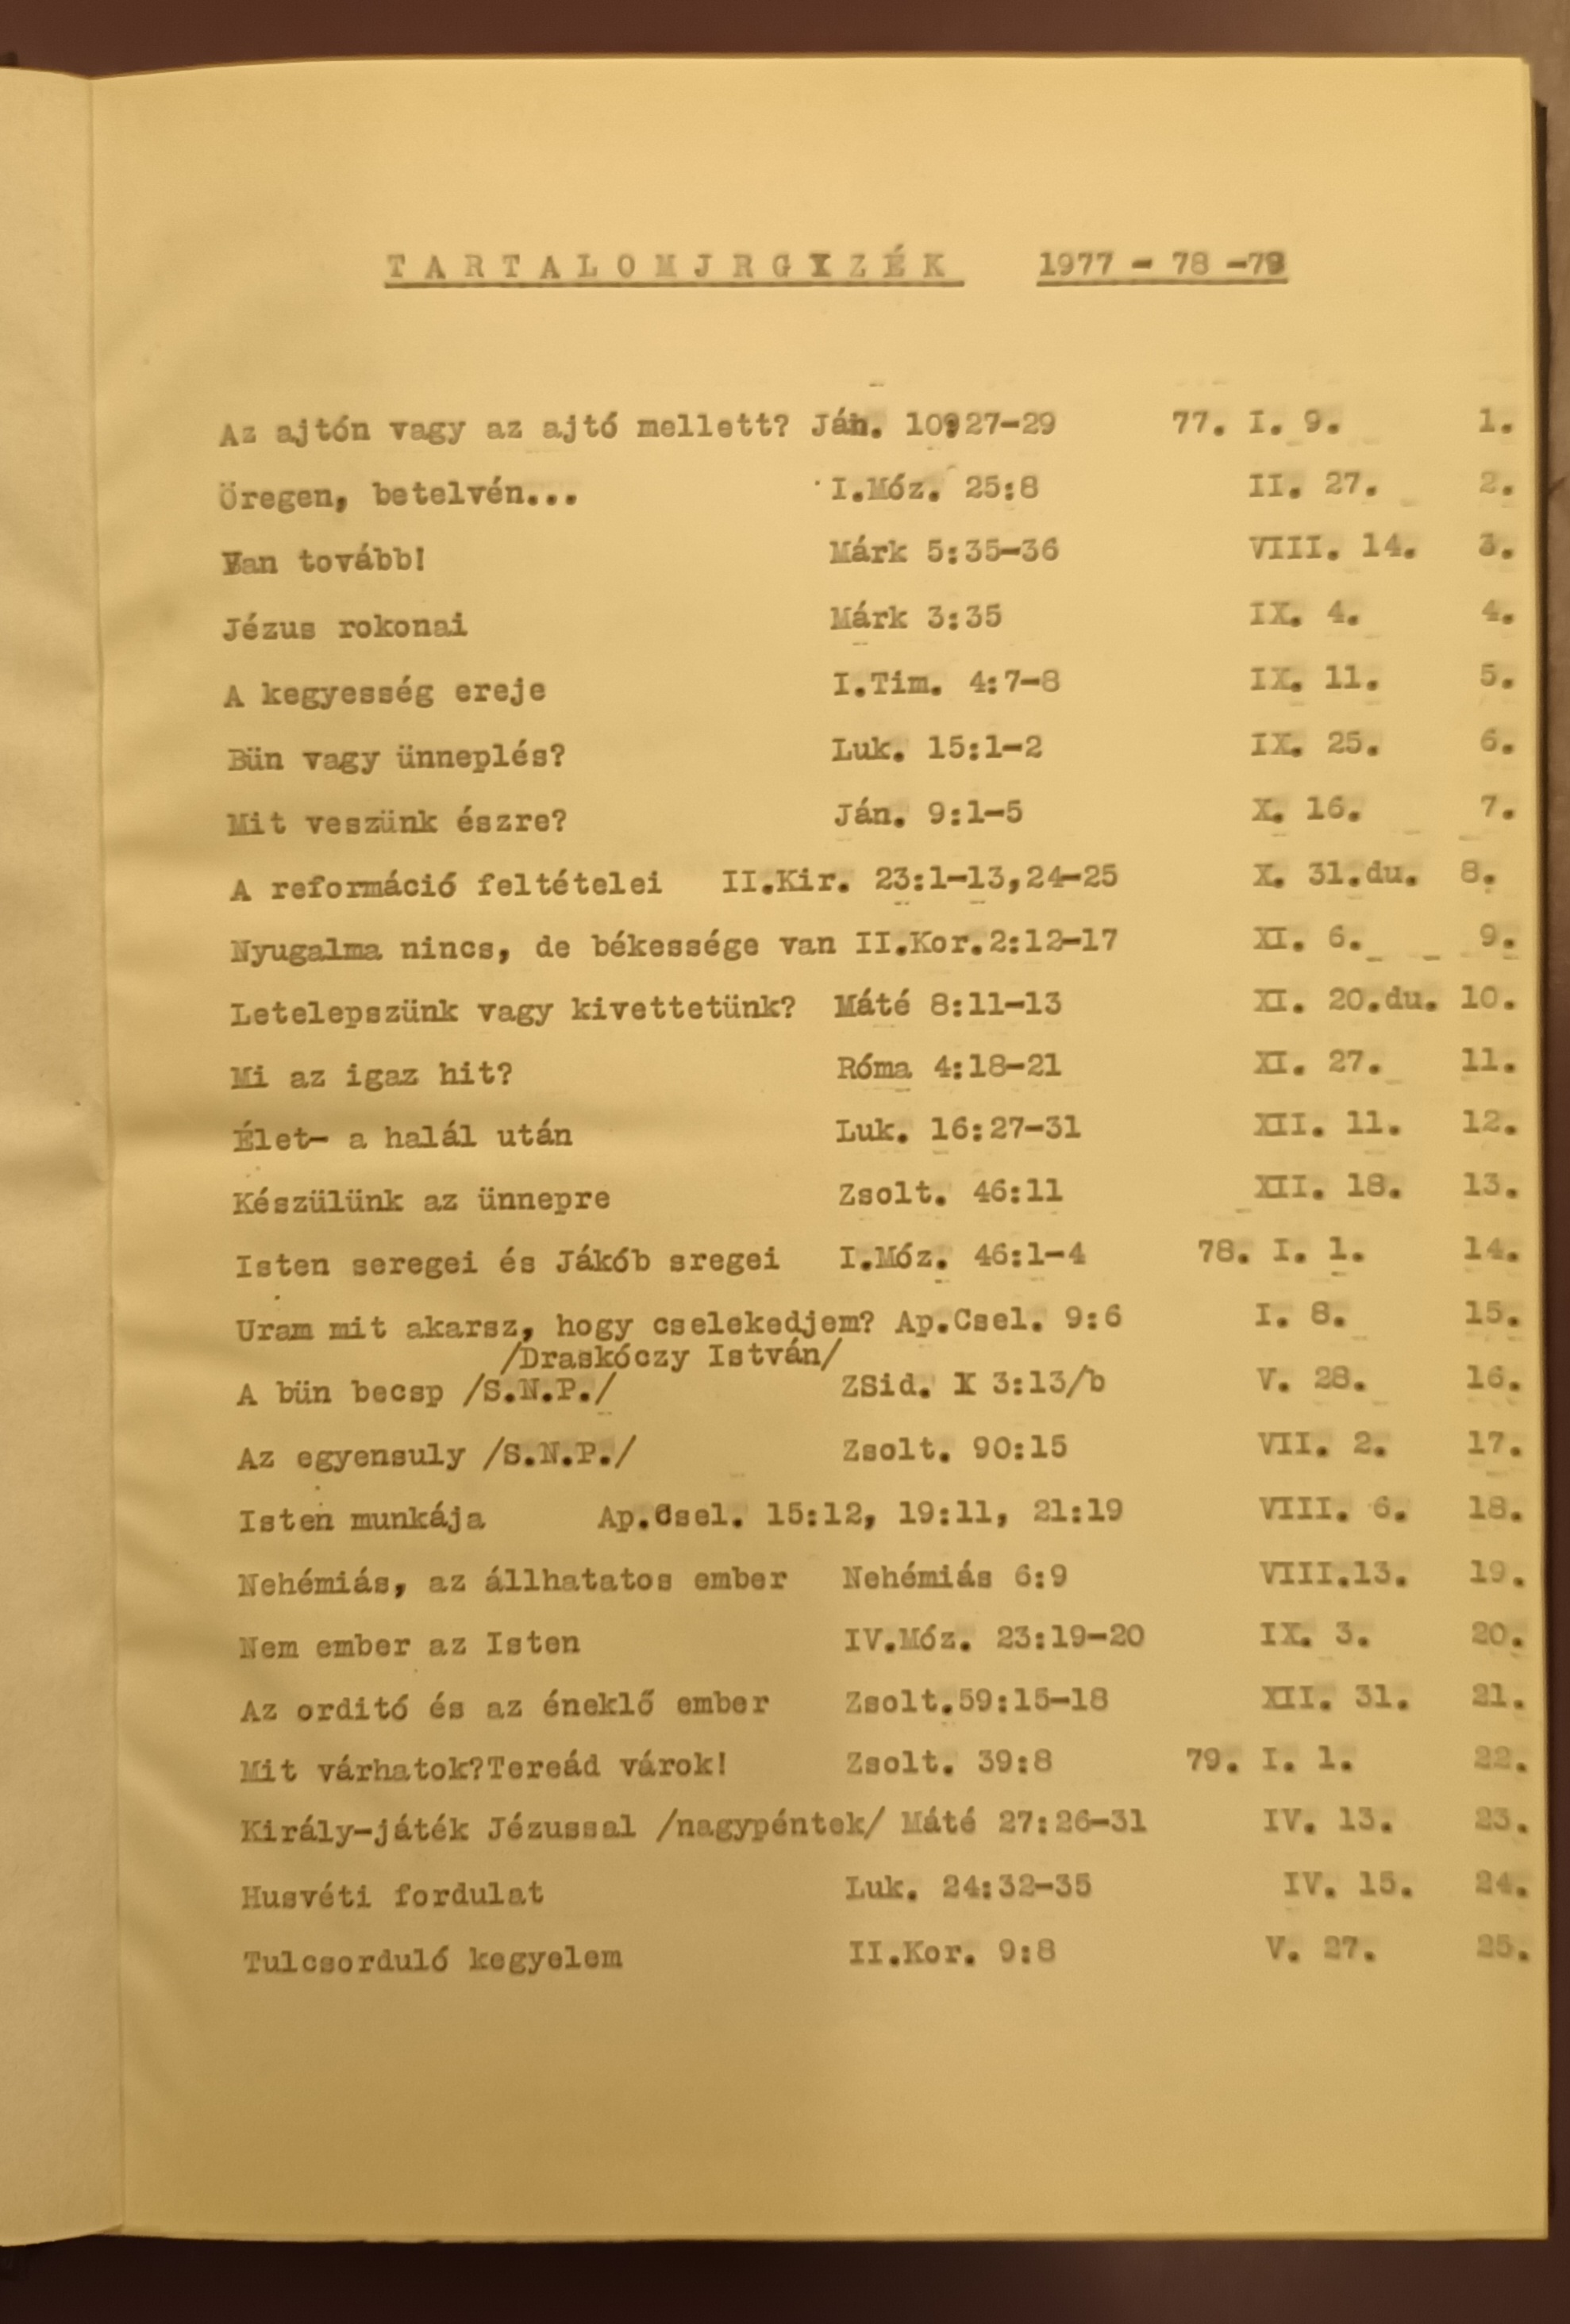 TARTALOMJRGYZÉK 1977 - 78 -79
Az ajtón vagy az ajtó mellett? Ján. 10:27-29 77. I. 9. 1.
Öregen, betelvén... I.Móz. 25:8 II. 27. 2.
Van tovább! Márk 5:35-36 VIII. 14. 3.
Jézus rokonai Márk 3:35 IX. 4. 4.
A kegyesség ereje I.Tim. 4:7-8 IX. 11. 5.
Bün vagy ünneplés? Luk. 15:1-2 IX. 25. 6.
Mit veszünk észre? Ján. 9:1-5 X. 16. 7.
A reformáció feltételei II.Kir. 23:1-13,24-25 X. 31.du. 8.
Nyugalma nincs, de békessége van II.Kor.2:12-17 XI. 6. 9.
Letelepszünk vagy kivettetünk? Máté 8:11-13 XI. 20.du. 10.
Mi az igaz hit? Róma 4:18-21 XI. 27. 11.
Élet- a halál után Luk. 16:27-31 XII. 11. 12.
Készülünk az ünnepre Zsolt. 46:11 XII. 18. 13.
Isten seregei és Jákób sregei I.Móz. 46:1-4 78. I. 1. 14.
Uram mit akarsz, hogy cselekedjem? Ap.Csel. 9:6 I. 8. 15.
/Draskóczy István/
A bün becsp /S.N.P./ ZSid. X 3:13/b V. 28. 16.
Az egyensuly /S.N.P./ Zsolt. 90:15 VII. 2. 17.
Isten munkája Ap.Csel. 15:12, 19:11, 21:19 VIII. 6. 18.
Nehémiás, az állhatatos ember Nehémiás 6:9 VIII.13. 19.
Nem ember az Isten IV.Móz. 23:19-20 IX. 3. 20.
Az orditó és az éneklő ember Zsolt.59:15-18 XII. 31. 21.
Mit várhatok?Tereád várok! Zsolt. 39:8 79. I. 1. 22.
Király-játék Jézussal /nagypéntek/ Máté 27:26-31 IV. 13. 23.
Husvéti fordulat Luk. 24:32-35 IV. 15. 24.
Tulcsorduló kegyelem II.Kor. 9:8 V. 27. 25.